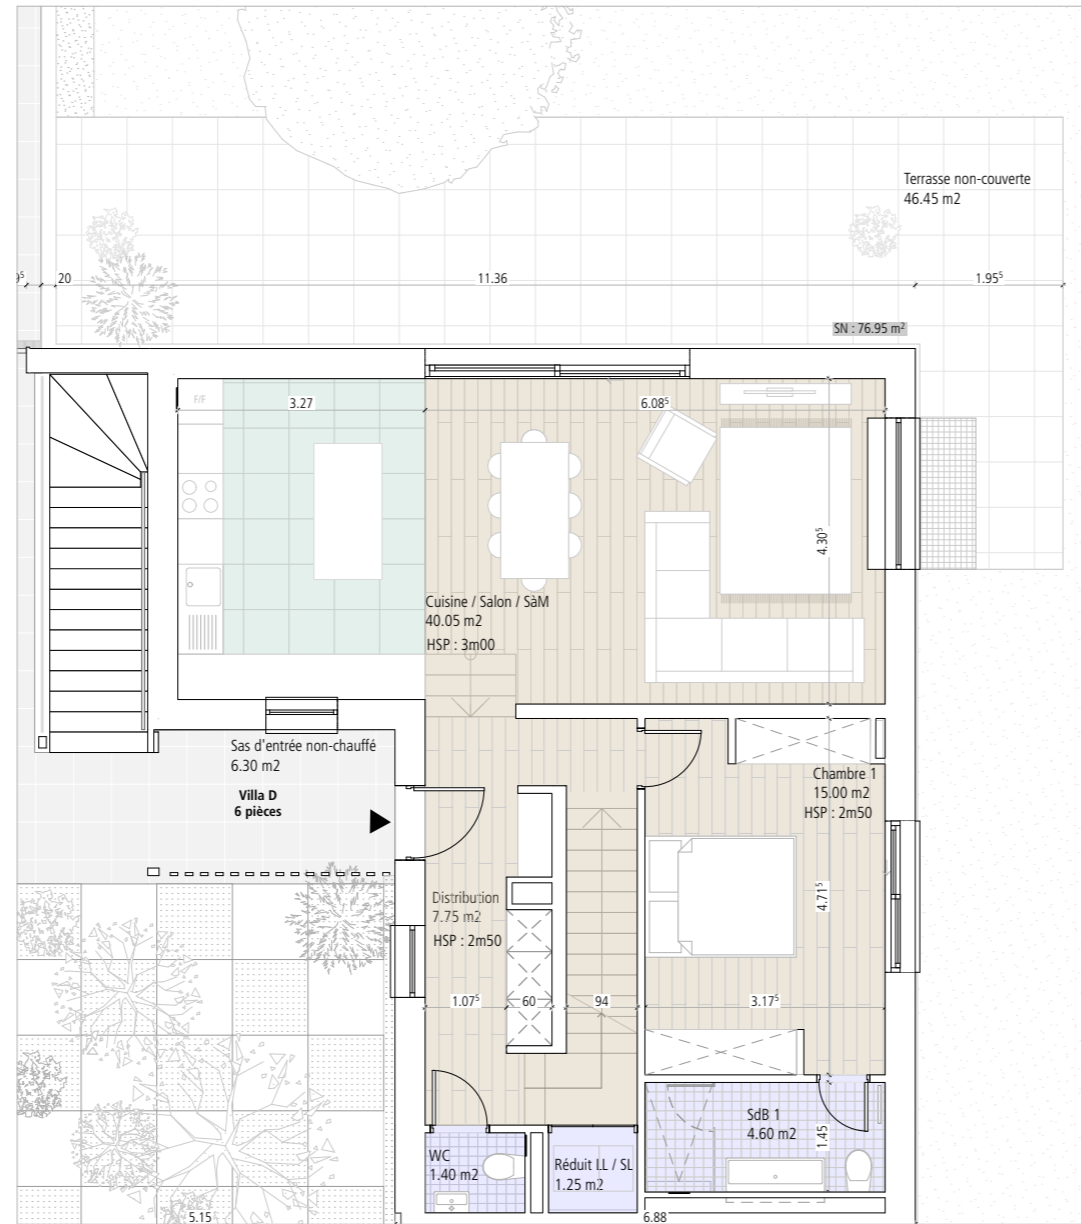 Terrasse non-couverte
46.45 m2
20
11.36
1.95⁵
SN : 76.95 m²
F/F
3.27
6.08⁵
4.30⁵
Cuisine / Salon / SàM
40.05 m2
HSP : 3m00
Sas d'entrée non-chauffé
6.30 m2
Villa D
6 pièces
Chambre 1
15.00 m2
HSP : 2m50
Distribution
7.75 m2
HSP : 2m50
4.71⁵
1.07⁵
60
94
3.17⁵
SdB 1
4.60 m2
1.45
WC
1.40 m2
Réduit LL / SL
1.25 m2
5.15
6.88